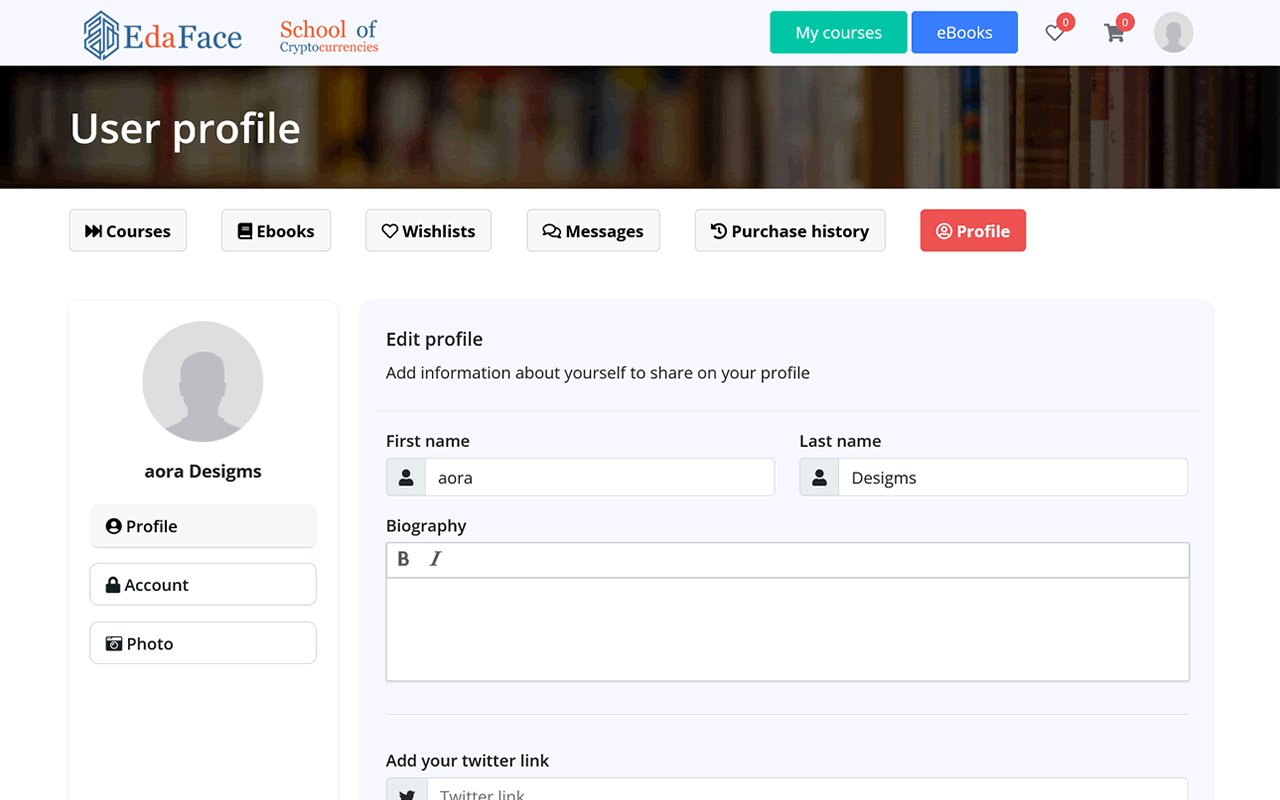 EdaFace School of
Cryptocurrencies
My courses eBooks 0 0
User profile
Courses Ebooks Wishlists Messages Purchase history Profile
aora Desigms
Profile
Account
Photo
Edit profile
Add information about yourself to share on your profile
First name Last name
aora Desigms
Biography
B I
Add your twitter link
Twitter link